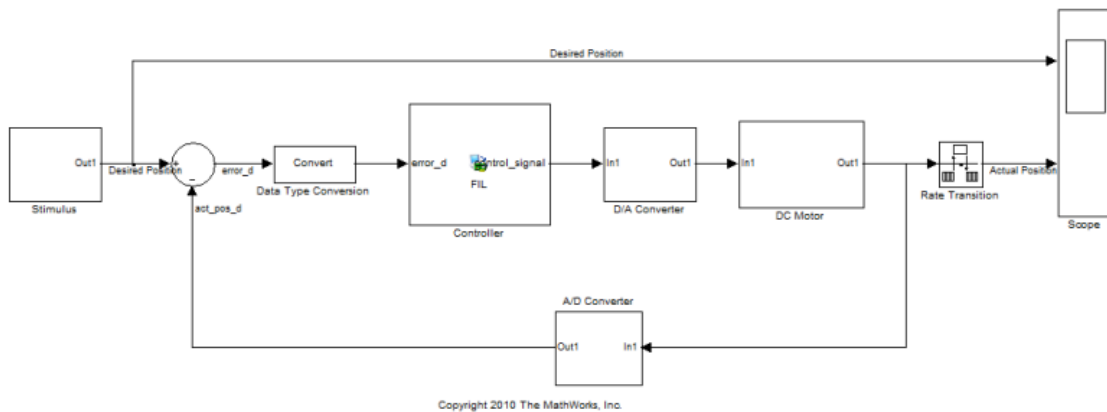 Desired Position
Scope
Out1
Stimulus
Desired Position
+
−
error_d
act_pos_d
Convert
Data Type Conversion
error_d
control_signal
FIL
Controller
In1
Out1
D/A Converter
In1
Out1
DC Motor
Rate Transition
Actual Position
A/D Converter
Out1
In1
Copyright 2010 The MathWorks, Inc.